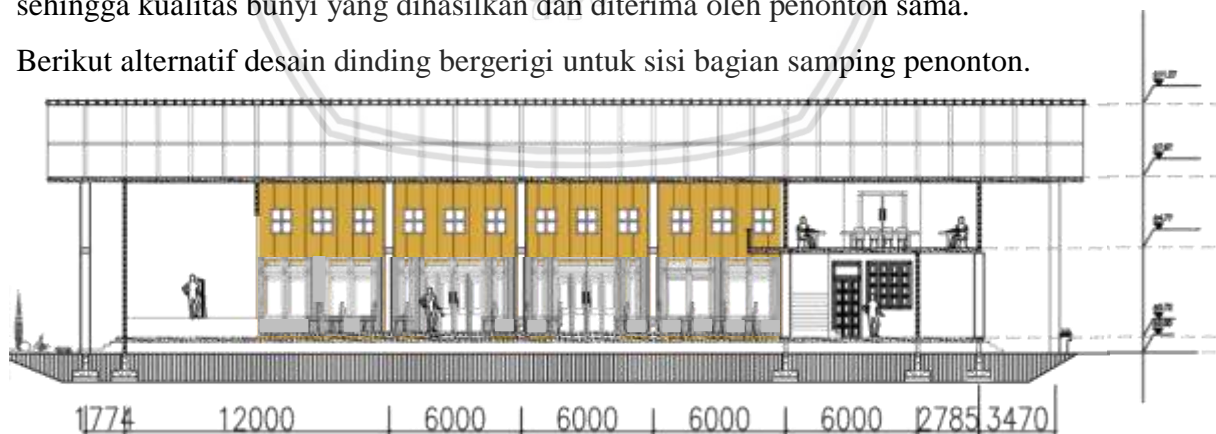 sehingga kualitas bunyi yang dihasilkan dan diterima oleh penonton sama.
Berikut alternatif desain dinding bergerigi untuk sisi bagian samping penonton.
1774 12000 6000 6000 6000 6000 2785 3470